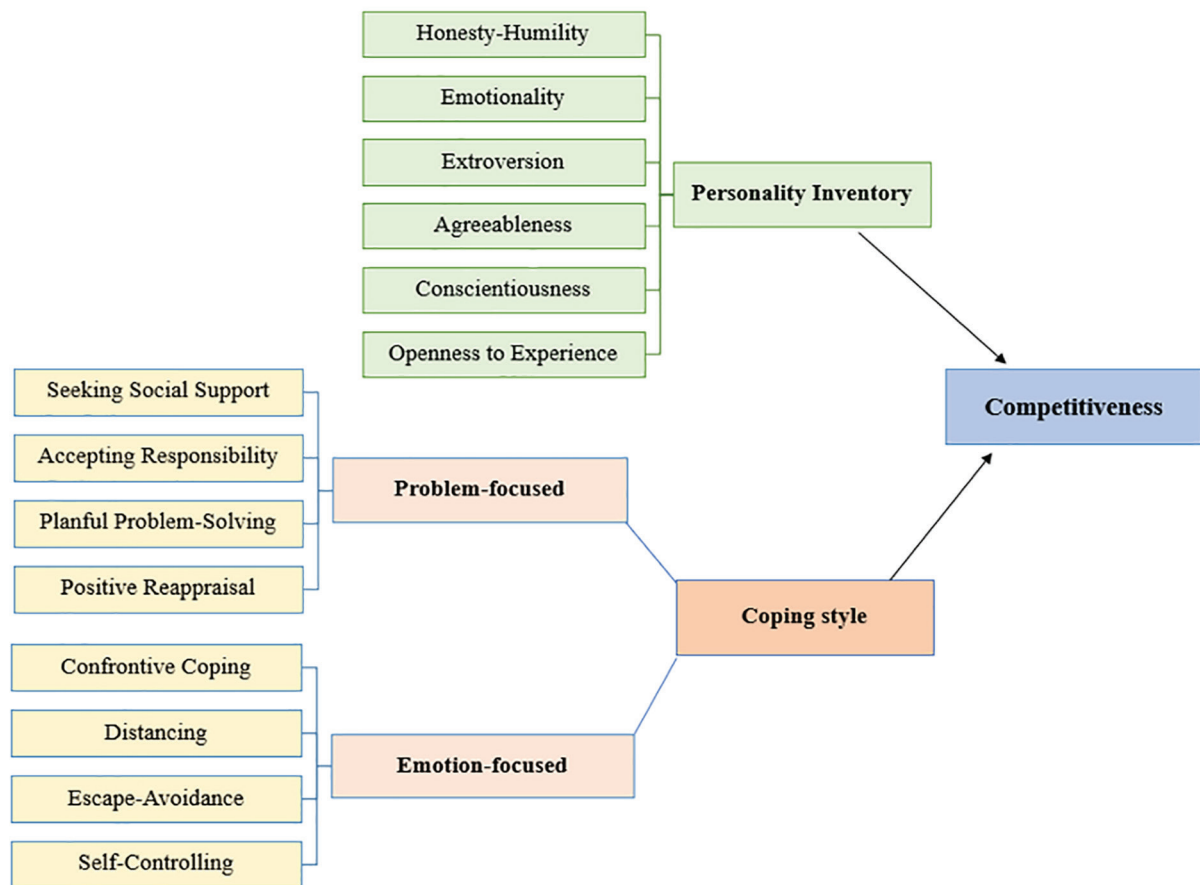 Honesty-Humility
Emotionality
Extroversion
Agreeableness
Conscientiousness
Openness to Experience
Personality Inventory
Competitiveness
Seeking Social Support
Accepting Responsibility
Planful Problem-Solving
Positive Reappraisal
Problem-focused
Coping style
Confrontive Coping
Distancing
Escape-Avoidance
Self-Controlling
Emotion-focused